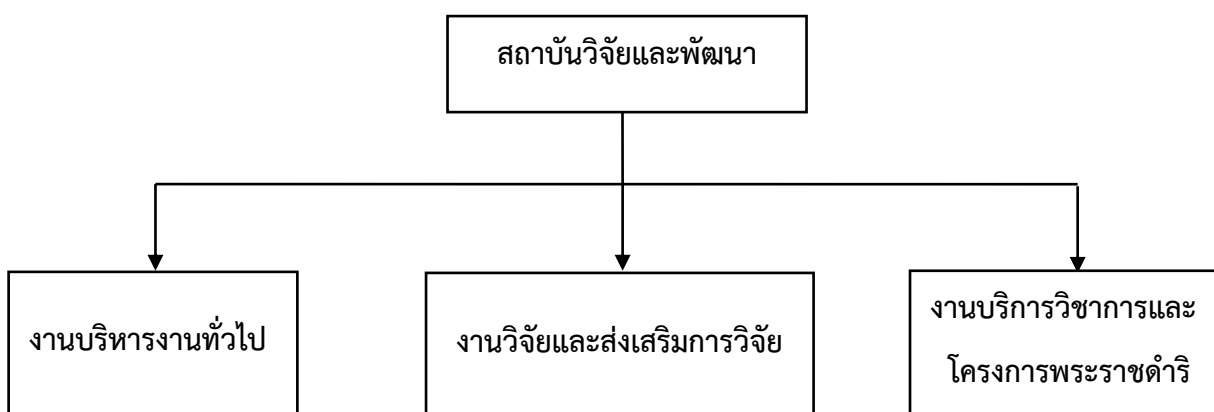 สถาบันวิจัยและพัฒนา
งานบริหารงานทั่วไป
งานวิจัยและส่งเสริมการวิจัย
งานบริการวิชาการและ
โครงการพระราชดำริ